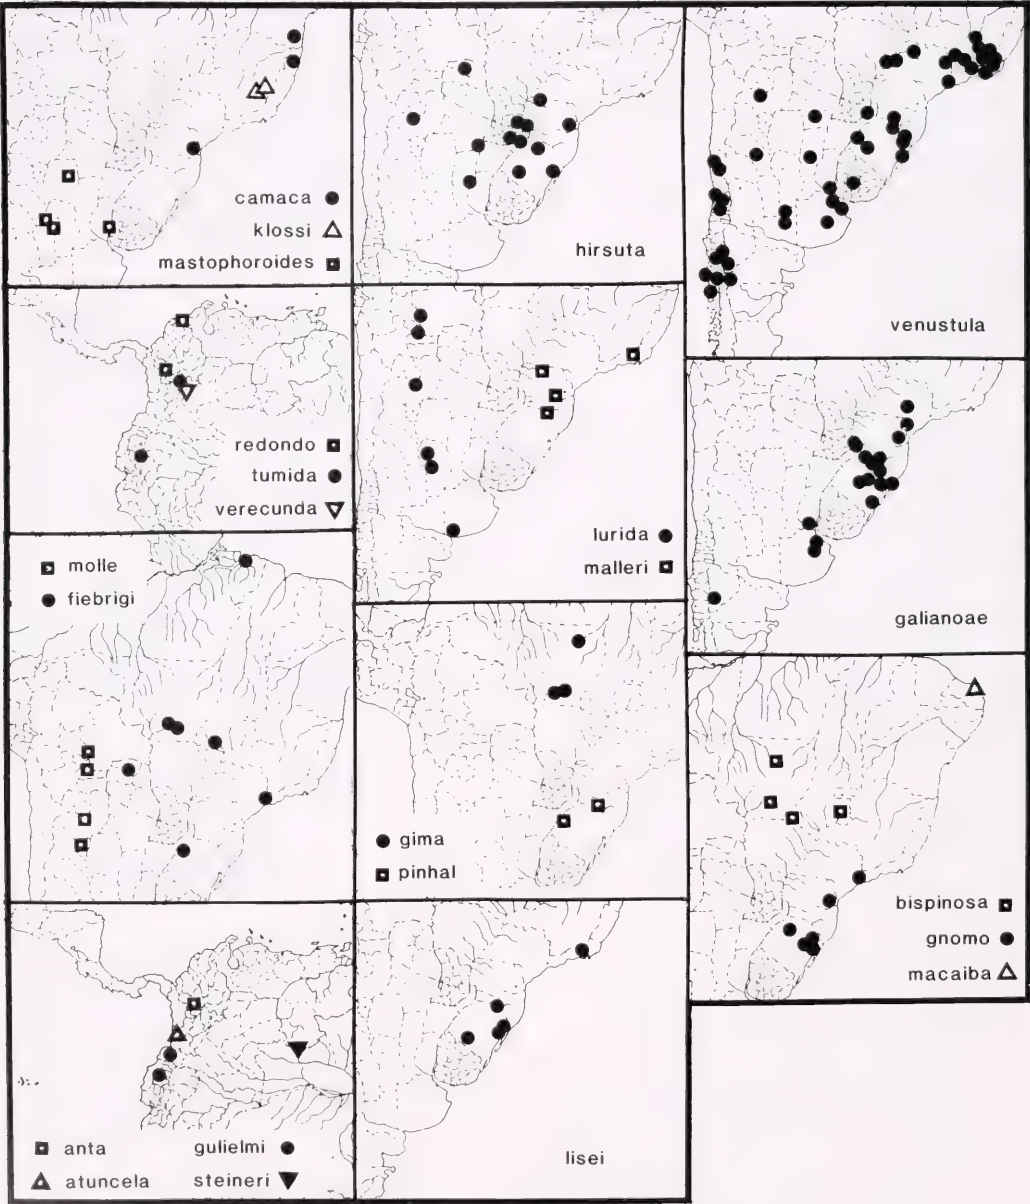 camaca
klossi
mastophoroides
hirsuta
venustula
redondo
tumida
verecunda
lurida
malleri
galianoae
molle
fiebrigi
gima
pinhal
bispinosa
gnomo
macaiba
anta gulielmi
atuncela steineri
lisei